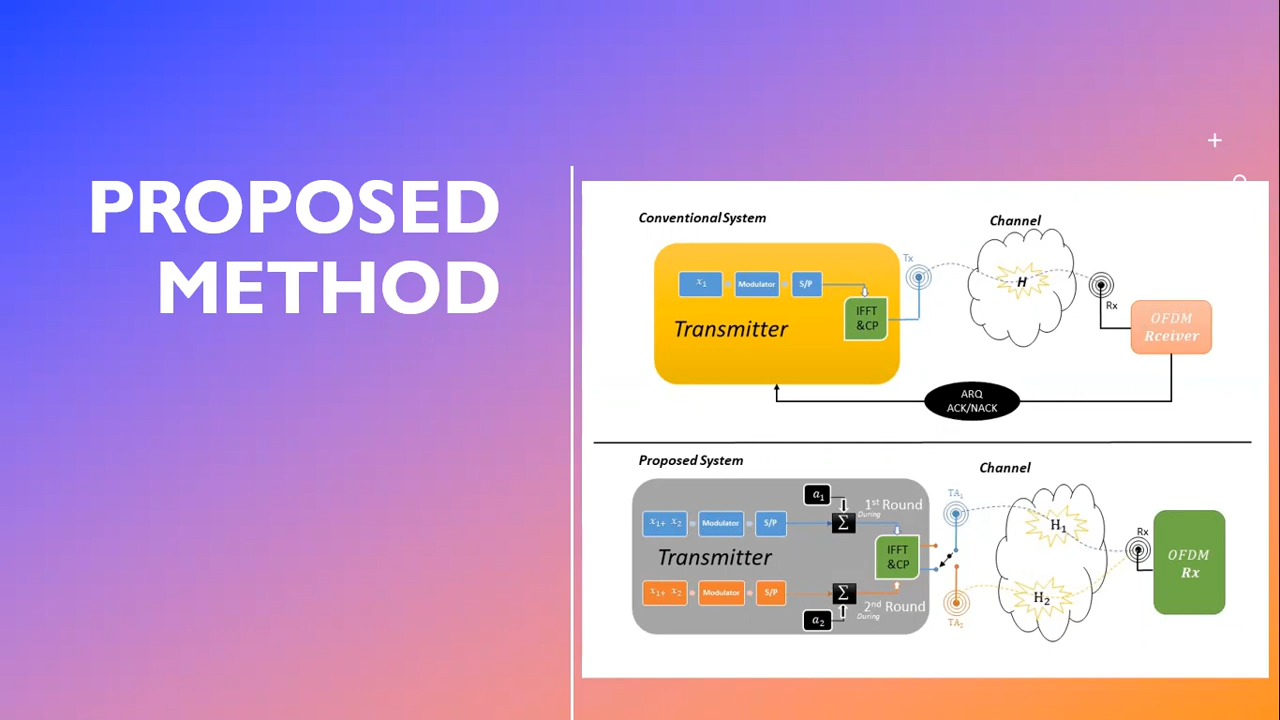 PROPOSED
METHOD
Conventional System
Channel
x₁
Modulator
S/P
Transmitter
IFFT
&CP
Tx
H
Rx
OFDM
Rceiver
ARQ
ACK/NACK
Proposed System
Channel
a₁
1st Round
During
x₁+ x₂
Modulator
S/P
Σ
Transmitter
IFFT
&CP
x₁+ x₂
Modulator
S/P
Σ
a₂
2nd Round
During
TA₁
TA₂
H₁
H₂
Rx
OFDM
Rx